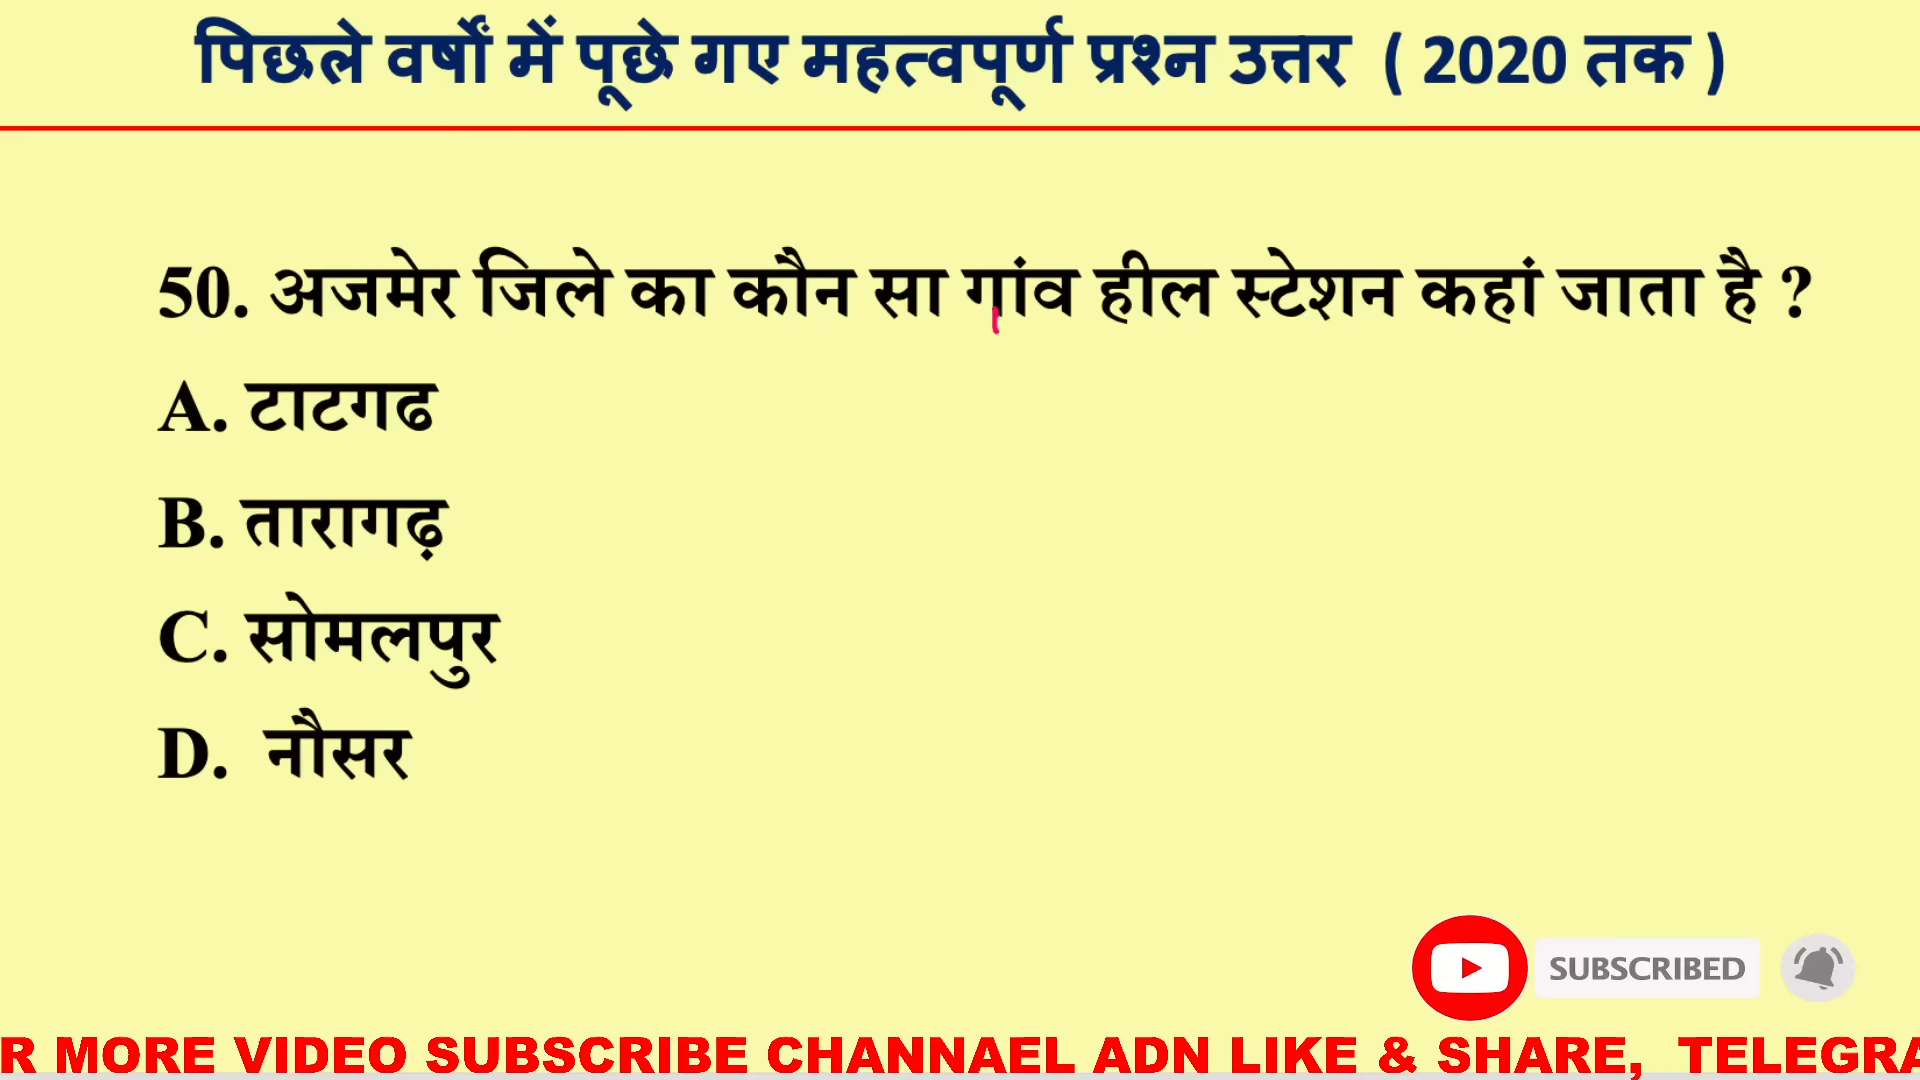 पिछले वर्षों में पूछे गए महत्वपूर्ण प्रश्न उत्तर ( 2020 तक )
50. अजमेर जिले का कौन सा गांव हील स्टेशन कहां जाता है ?
A. टाटगढ
B. तारागढ़
C. सोमलपुर
D. नौसर
SUBSCRIBED
R MORE VIDEO SUBSCRIBE CHANNAEL ADN LIKE & SHARE, TELEGRA